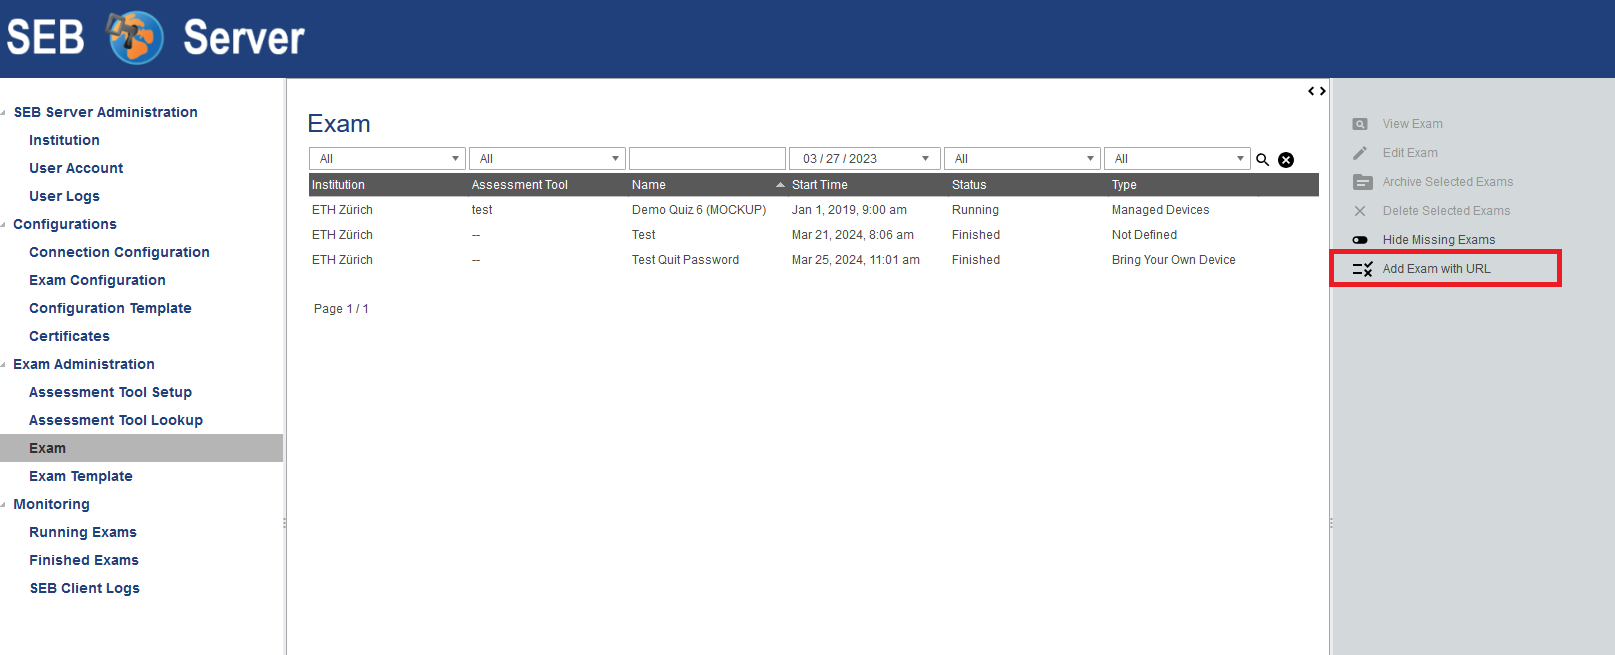 SEB Server
SEB Server Administration
Institution
User Account
User Logs
Configurations
Connection Configuration
Exam Configuration
Configuration Template
Certificates
Exam Administration
Assessment Tool Setup
Assessment Tool Lookup
Exam
Exam Template
Monitoring
Running Exams
Finished Exams
SEB Client Logs
Exam
All All 03 / 27 / 2023 All All
Institution Assessment Tool Name Start Time Status Type
ETH Zürich test Demo Quiz 6 (MOCKUP) Jan 1, 2019, 9:00 am Running Managed Devices
ETH Zürich -- Test Mar 21, 2024, 8:06 am Finished Not Defined
ETH Zürich -- Test Quit Password Mar 25, 2024, 11:01 am Finished Bring Your Own Device
Page 1 / 1
View Exam
Edit Exam
Archive Selected Exams
Delete Selected Exams
Hide Missing Exams
Add Exam with URL